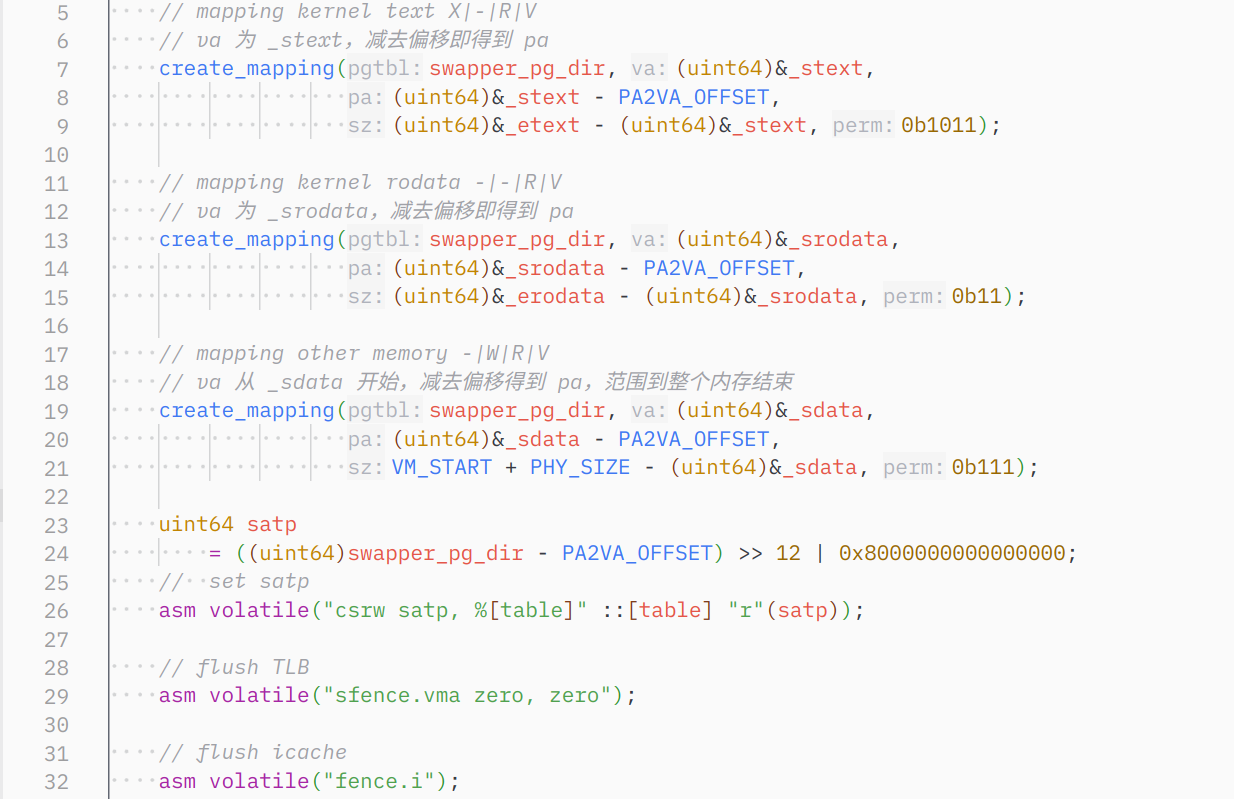 5 // mapping kernel text X|-|R|V
6 // va 为 _stext，减去偏移即得到 pa
7 create_mapping(pgtbl: swapper_pg_dir, va: (uint64)&_stext,
8 pa: (uint64)&_stext - PA2VA_OFFSET,
9 sz: (uint64)&_etext - (uint64)&_stext, perm: 0b1011);
10
11 // mapping kernel rodata -|-|R|V
12 // va 为 _srodata，减去偏移即得到 pa
13 create_mapping(pgtbl: swapper_pg_dir, va: (uint64)&_srodata,
14 pa: (uint64)&_srodata - PA2VA_OFFSET,
15 sz: (uint64)&_erodata - (uint64)&_srodata, perm: 0b11);
16
17 // mapping other memory -|W|R|V
18 // va 从 _sdata 开始，减去偏移得到 pa，范围到整个内存结束
19 create_mapping(pgtbl: swapper_pg_dir, va: (uint64)&_sdata,
20 pa: (uint64)&_sdata - PA2VA_OFFSET,
21 sz: VM_START + PHY_SIZE - (uint64)&_sdata, perm: 0b111);
22
23 uint64 satp
24 = ((uint64)swapper_pg_dir - PA2VA_OFFSET) >> 12 | 0x8000000000000000;
25 // set satp
26 asm volatile("csrw satp, %[table]" ::[table] "r"(satp));
27
28 // flush TLB
29 asm volatile("sfence.vma zero, zero");
30
31 // flush icache
32 asm volatile("fence.i");